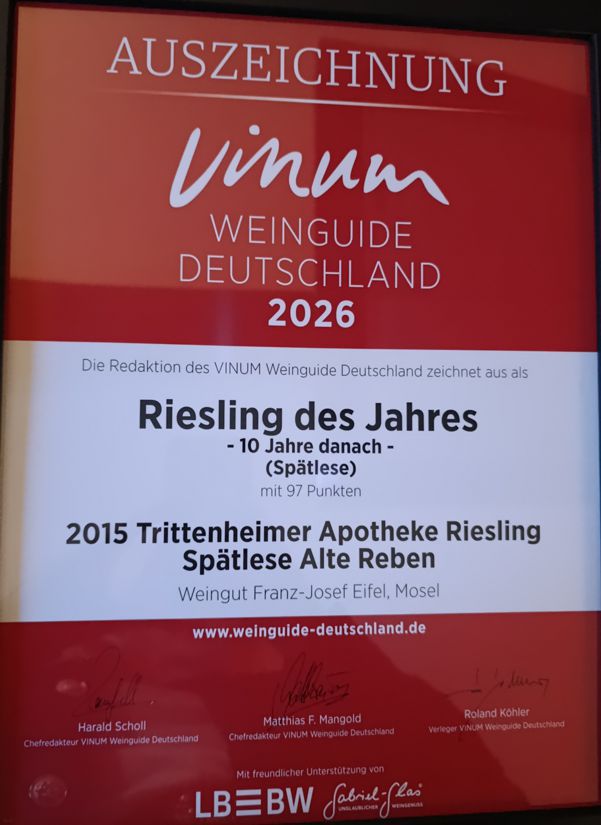 AUSZEICHNUNG
vinum
WEINGUIDE
DEUTSCHLAND
2026
Die Redaktion des VINUM Weinguide Deutschland zeichnet aus als
Riesling des Jahres
- 10 Jahre danach -
(Spätlese)
mit 97 Punkten
2015 Trittenheimer Apotheke Riesling
Spätlese Alte Reben
Weingut Franz-Josef Eifel, Mosel
www.weinguide-deutschland.de
Harald Scholl
Chefredakteur VINUM Weinguide Deutschland
Matthias F. Mangold
Chefredakteur VINUM Weinguide Deutschland
Roland Köhler
Verleger VINUM Weinguide Deutschland
Mit freundlicher Unterstützung von
LBBW
Gabriel-Glas
UNGLAUBLICHER WEINGENUSS